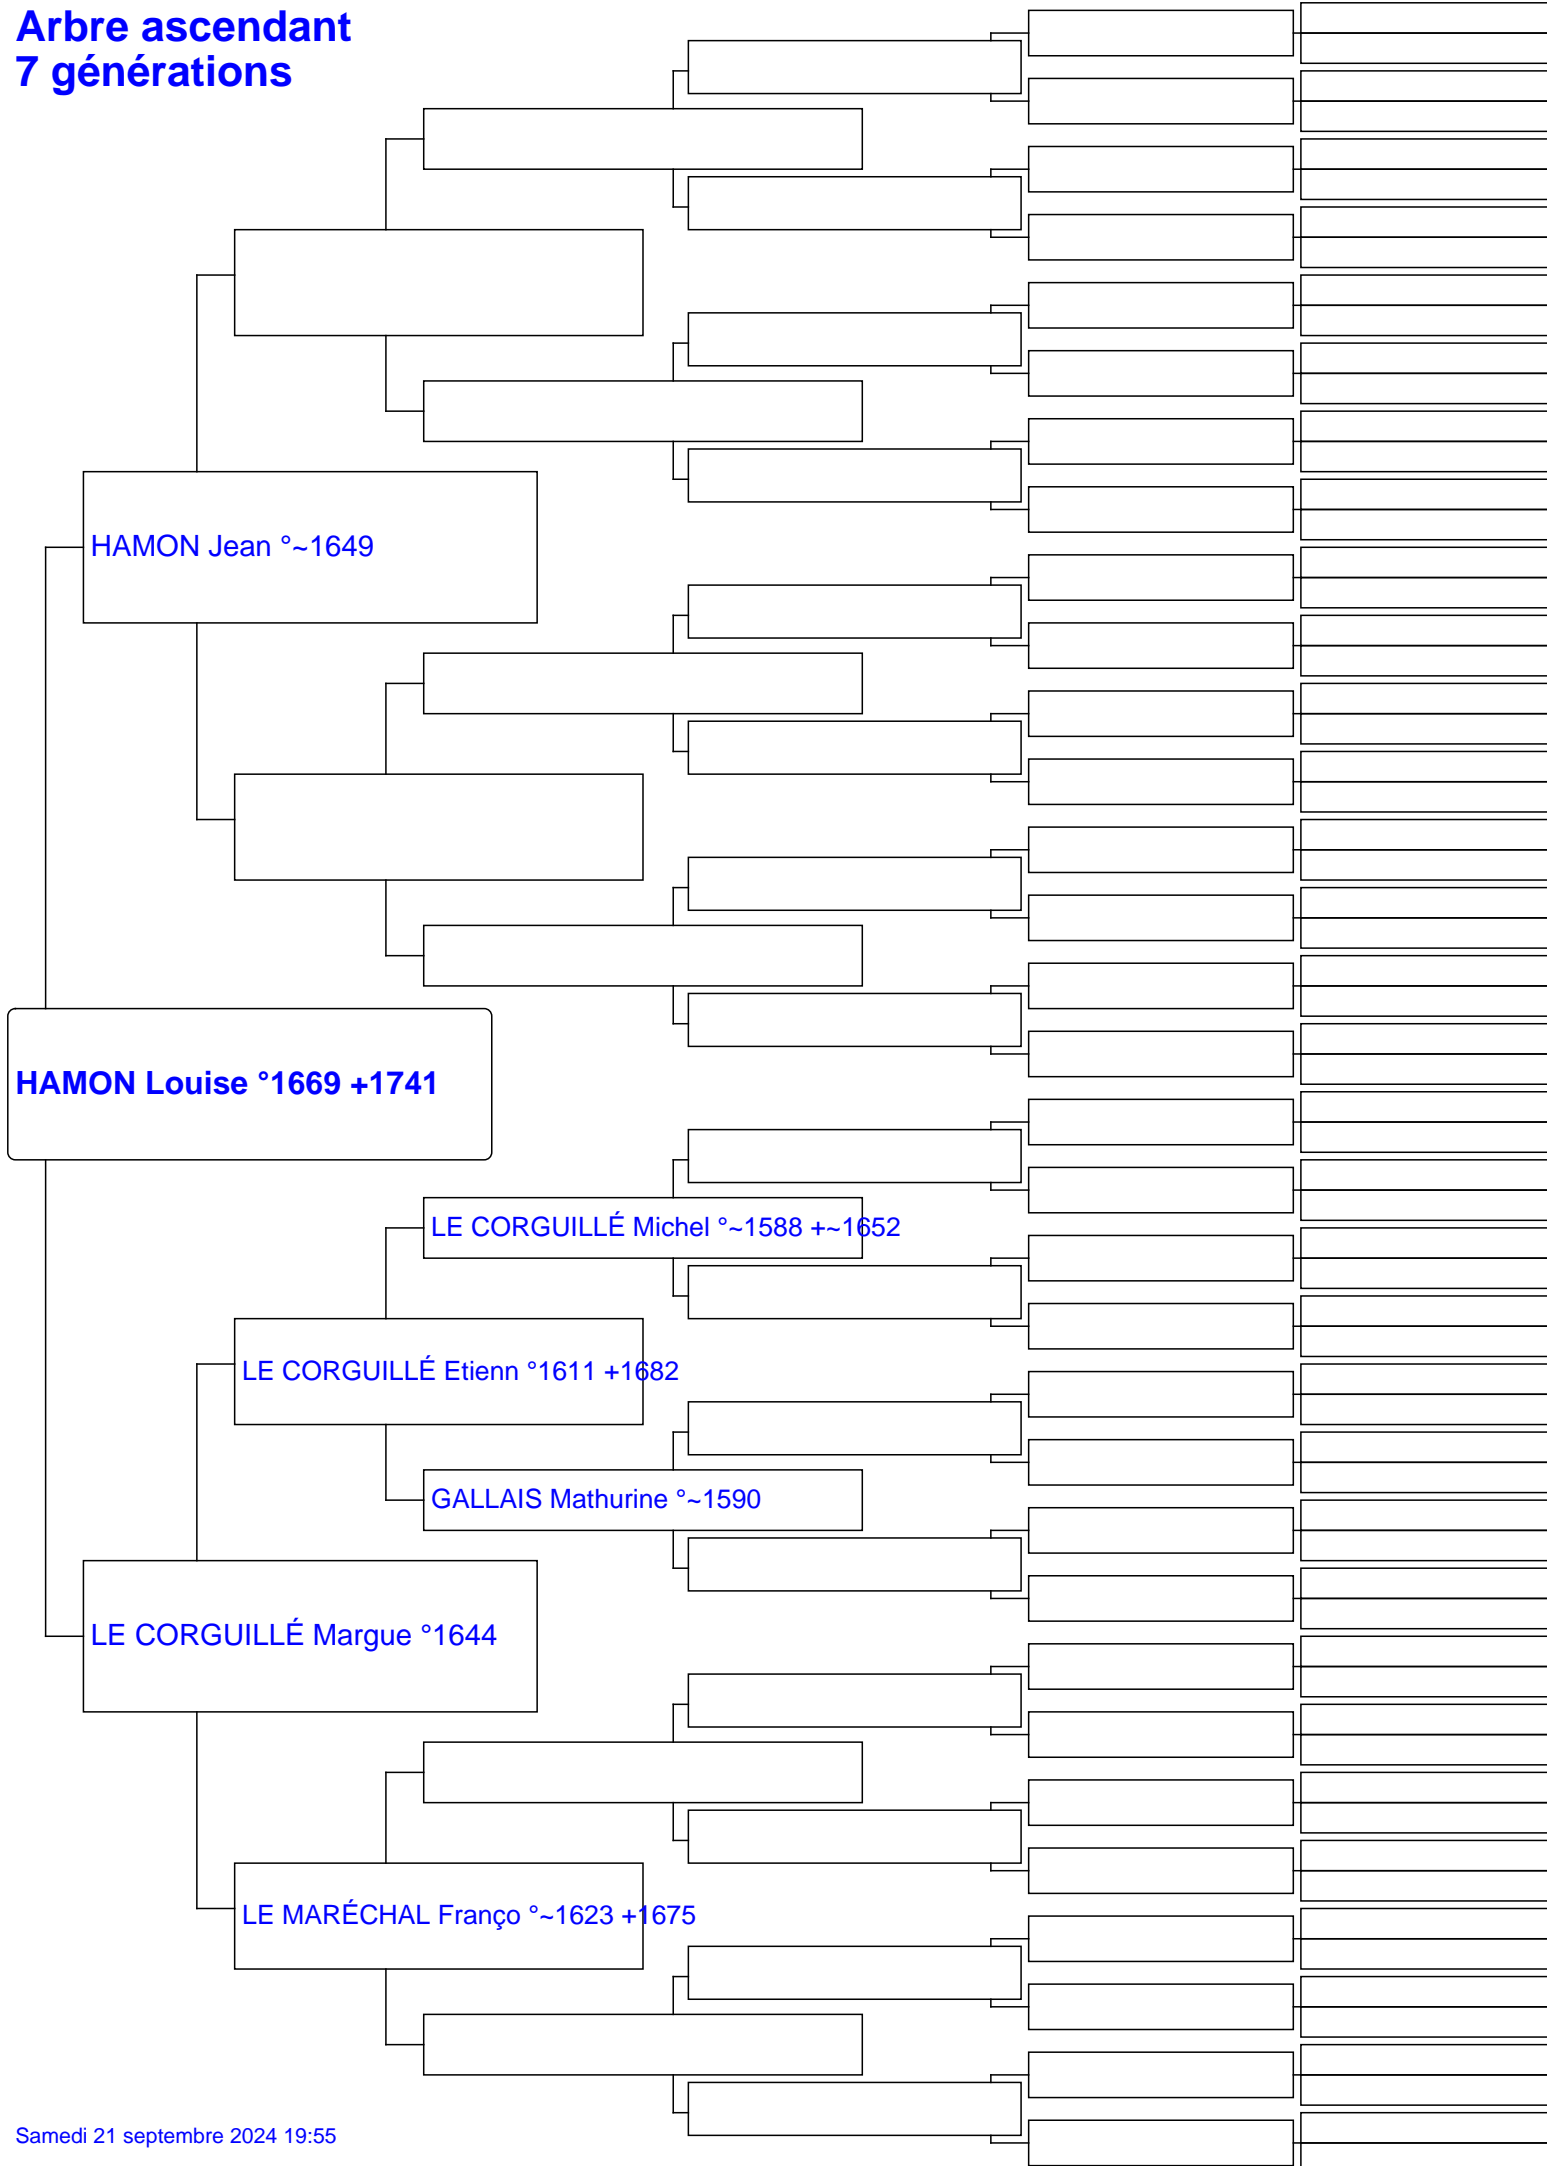 Arbre ascendant
7 générations
HAMON Jean °~1649
HAMON Louise °1669 +1741
LE CORGUILLÉ Michel °~1588 +~1652
LE CORGUILLÉ Etienn °1611 +1682
GALLAIS Mathurine °~1590
LE CORGUILLÉ Margue °1644
LE MARÉCHAL Franço °~1623 +1675
Samedi 21 septembre 2024 19:55